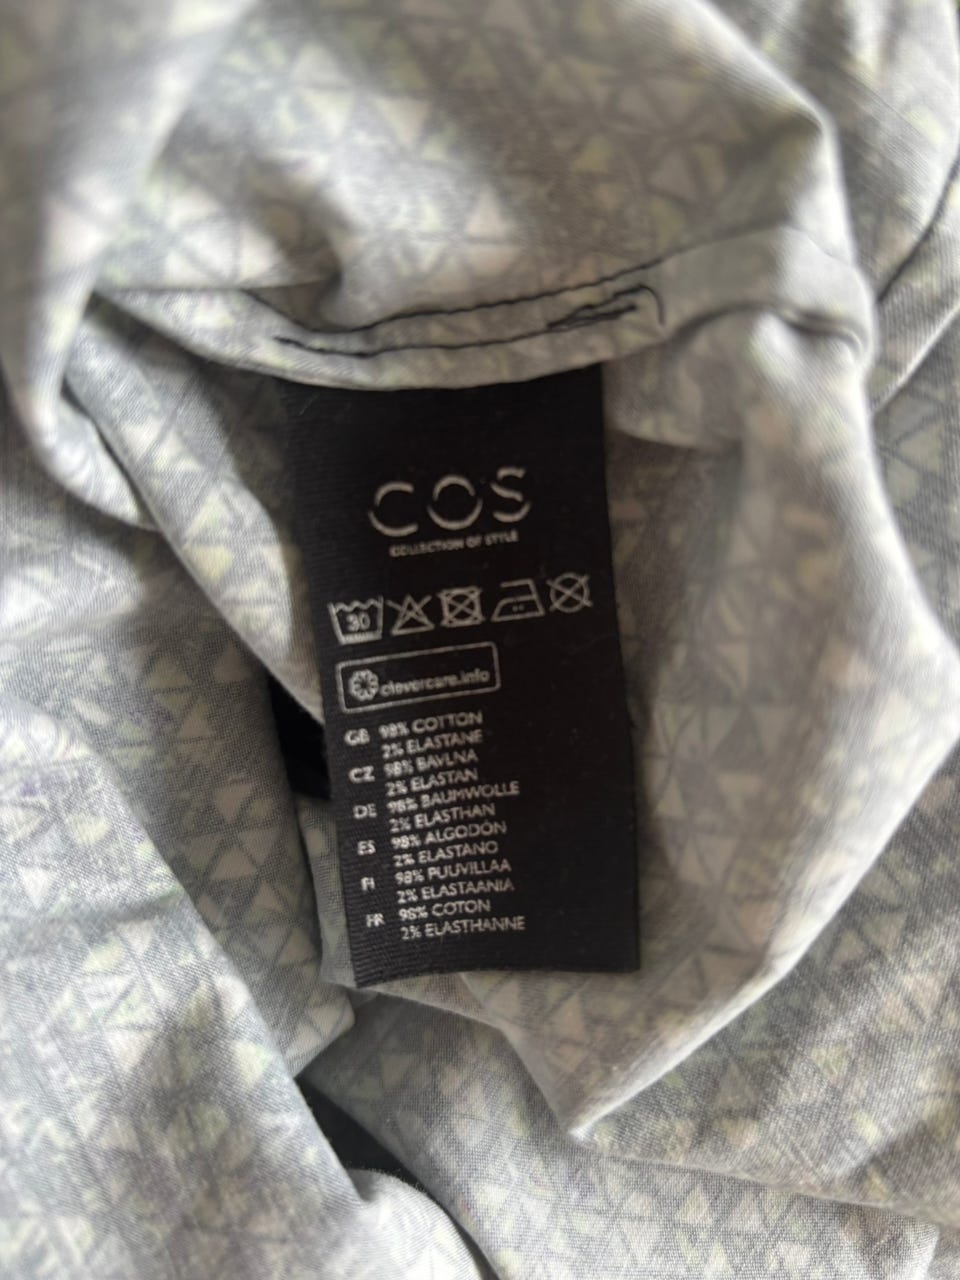 COS
COLLECTION OF STYLE
30
clevercare.info
GB 98% COTTON
2% ELASTANE
CZ 98% BAVLNA
2% ELASTAN
DE 98% BAUMWOLLE
2% ELASTHAN
ES 98% ALGODÓN
2% ELASTANO
FI 98% PUUVILLAA
2% ELASTAANIA
FR 98% COTON
2% ELASTHANNE